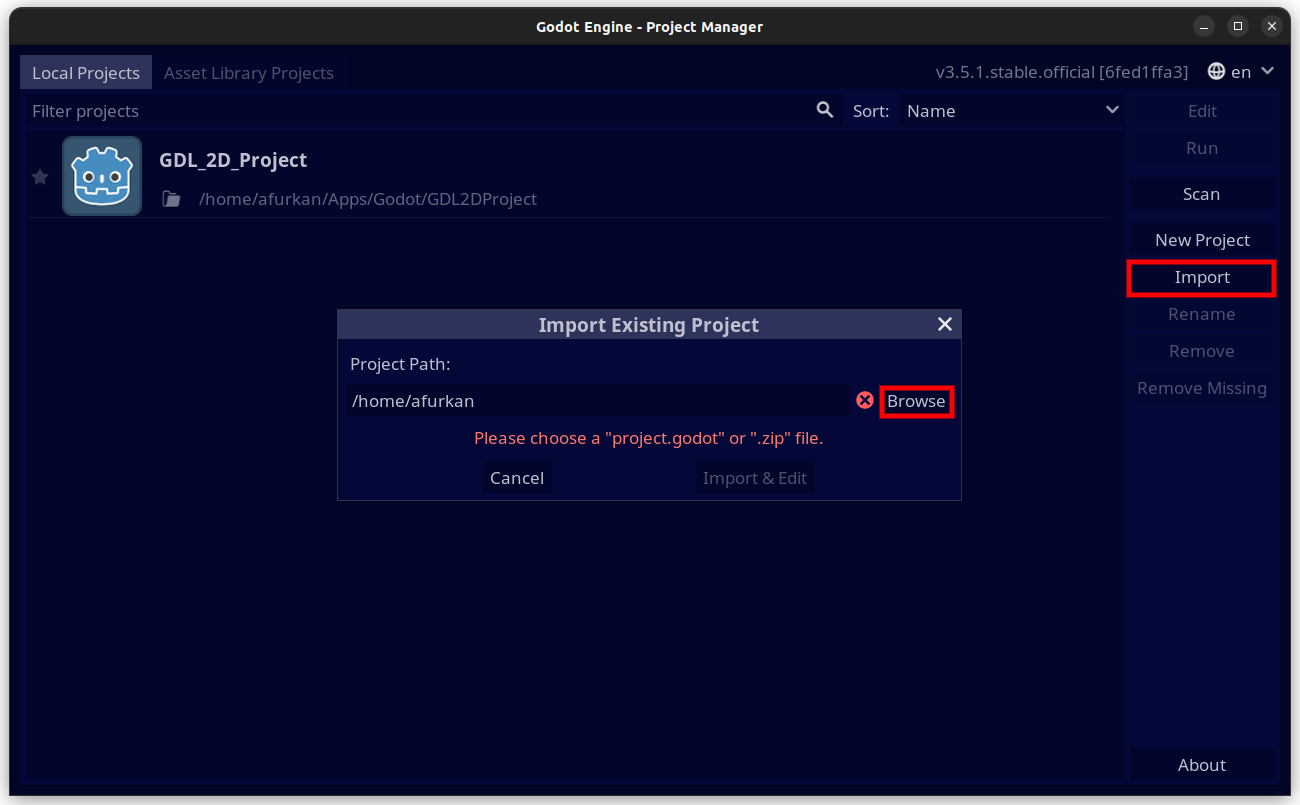 Godot Engine - Project Manager
Local Projects Asset Library Projects v3.5.1.stable.official [6fed1ffa3] en
Filter projects Sort: Name
GDL_2D_Project
/home/afurkan/Apps/Godot/GDL2DProject
Edit
Run
Scan
New Project
Import
Rename
Remove
Remove Missing
Import Existing Project
Project Path:
/home/afurkan Browse
Please choose a "project.godot" or ".zip" file.
Cancel Import & Edit
About